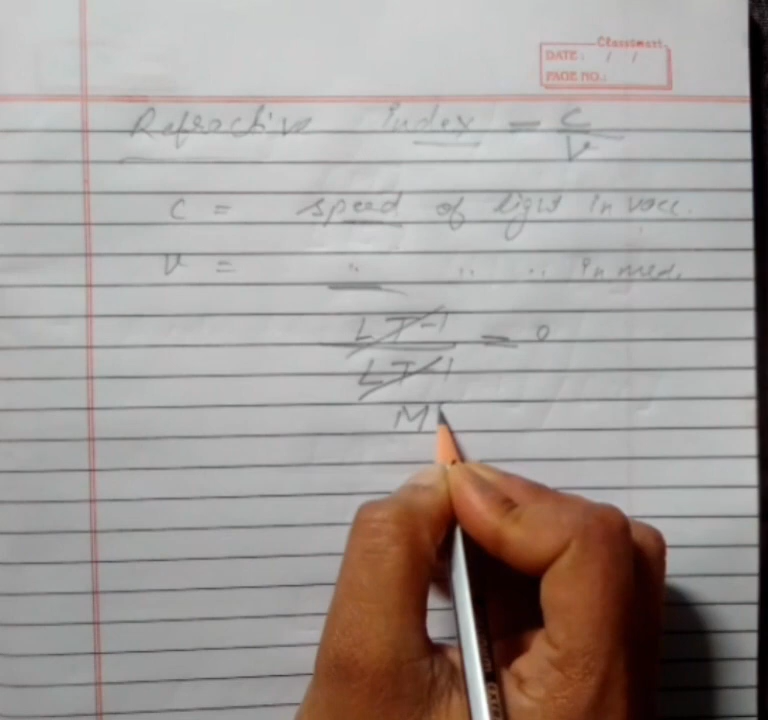 Classmate
DATE: / /
PAGE NO.:
Refractive index = C
V
C = speed of light in vacc.
V = " " " in med.
LT-1 = 0
LT-1
M